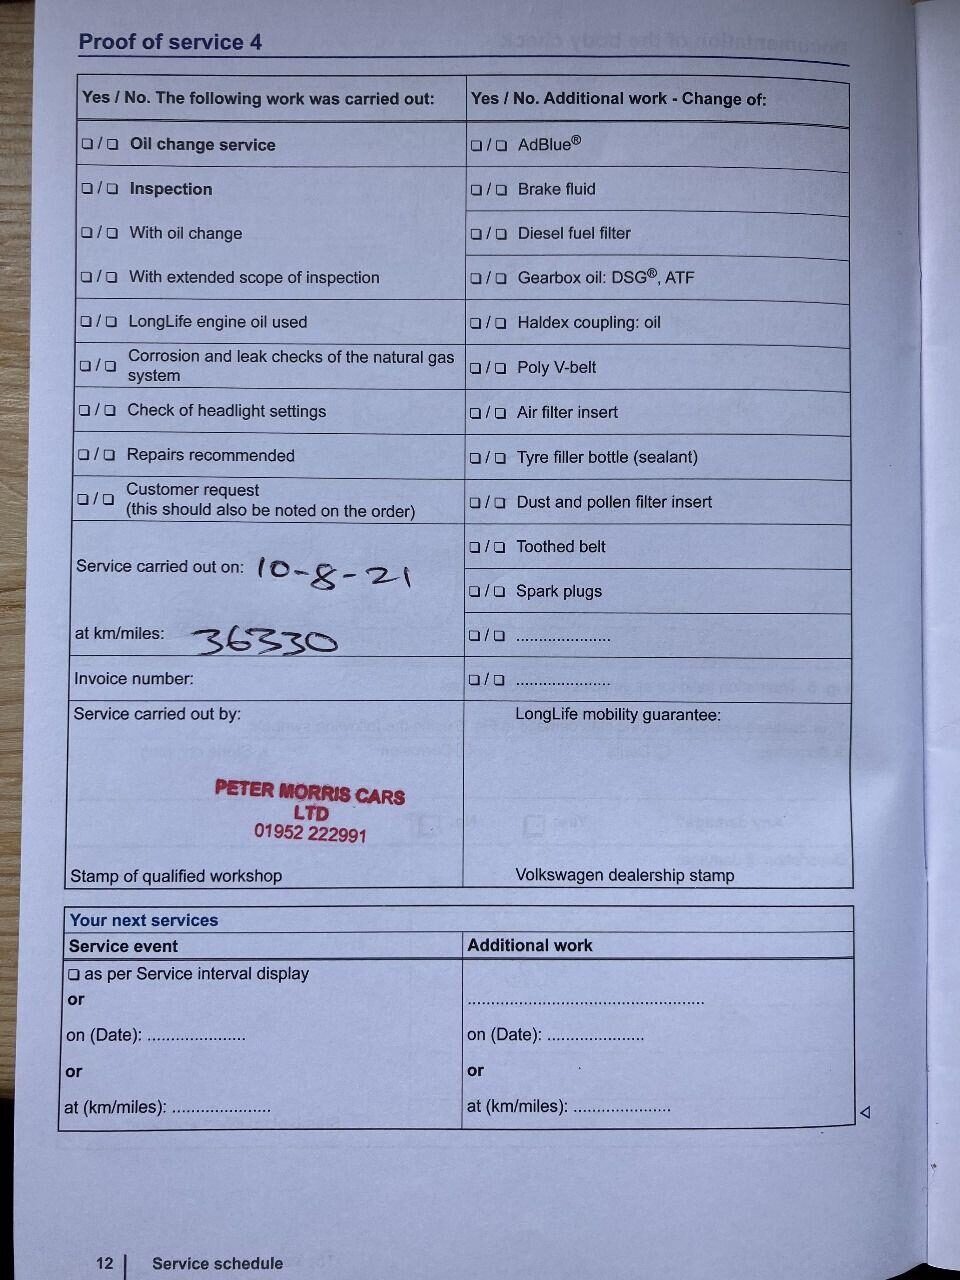 Proof of service 4
Yes / No. The following work was carried out:
❑ / ❑ Oil change service
❑ / ❑ Inspection
❑ / ❑ With oil change
❑ / ❑ With extended scope of inspection
❑ / ❑ LongLife engine oil used
❑ / ❑ Corrosion and leak checks of the natural gas
system
❑ / ❑ Check of headlight settings
❑ / ❑ Repairs recommended
❑ / ❑ Customer request
(this should also be noted on the order)
Service carried out on: 10-8-21
at km/miles: 36330
Invoice number:
Service carried out by:
PETER MORRIS CARS
LTD
01952 222991
Stamp of qualified workshop
Yes / No. Additional work - Change of:
❑ / ❑ AdBlue®
❑ / ❑ Brake fluid
❑ / ❑ Diesel fuel filter
❑ / ❑ Gearbox oil: DSG®, ATF
❑ / ❑ Haldex coupling: oil
❑ / ❑ Poly V-belt
❑ / ❑ Air filter insert
❑ / ❑ Tyre filler bottle (sealant)
❑ / ❑ Dust and pollen filter insert
❑ / ❑ Toothed belt
❑ / ❑ Spark plugs
❑ / ❑ ....................
❑ / ❑ ....................
LongLife mobility guarantee:
Volkswagen dealership stamp
Your next services
Service event
❑ as per Service interval display
or
on (Date): .....................
or
at (km/miles): .....................
Additional work
...................................................
on (Date): .....................
or
at (km/miles): .....................
12 Service schedule